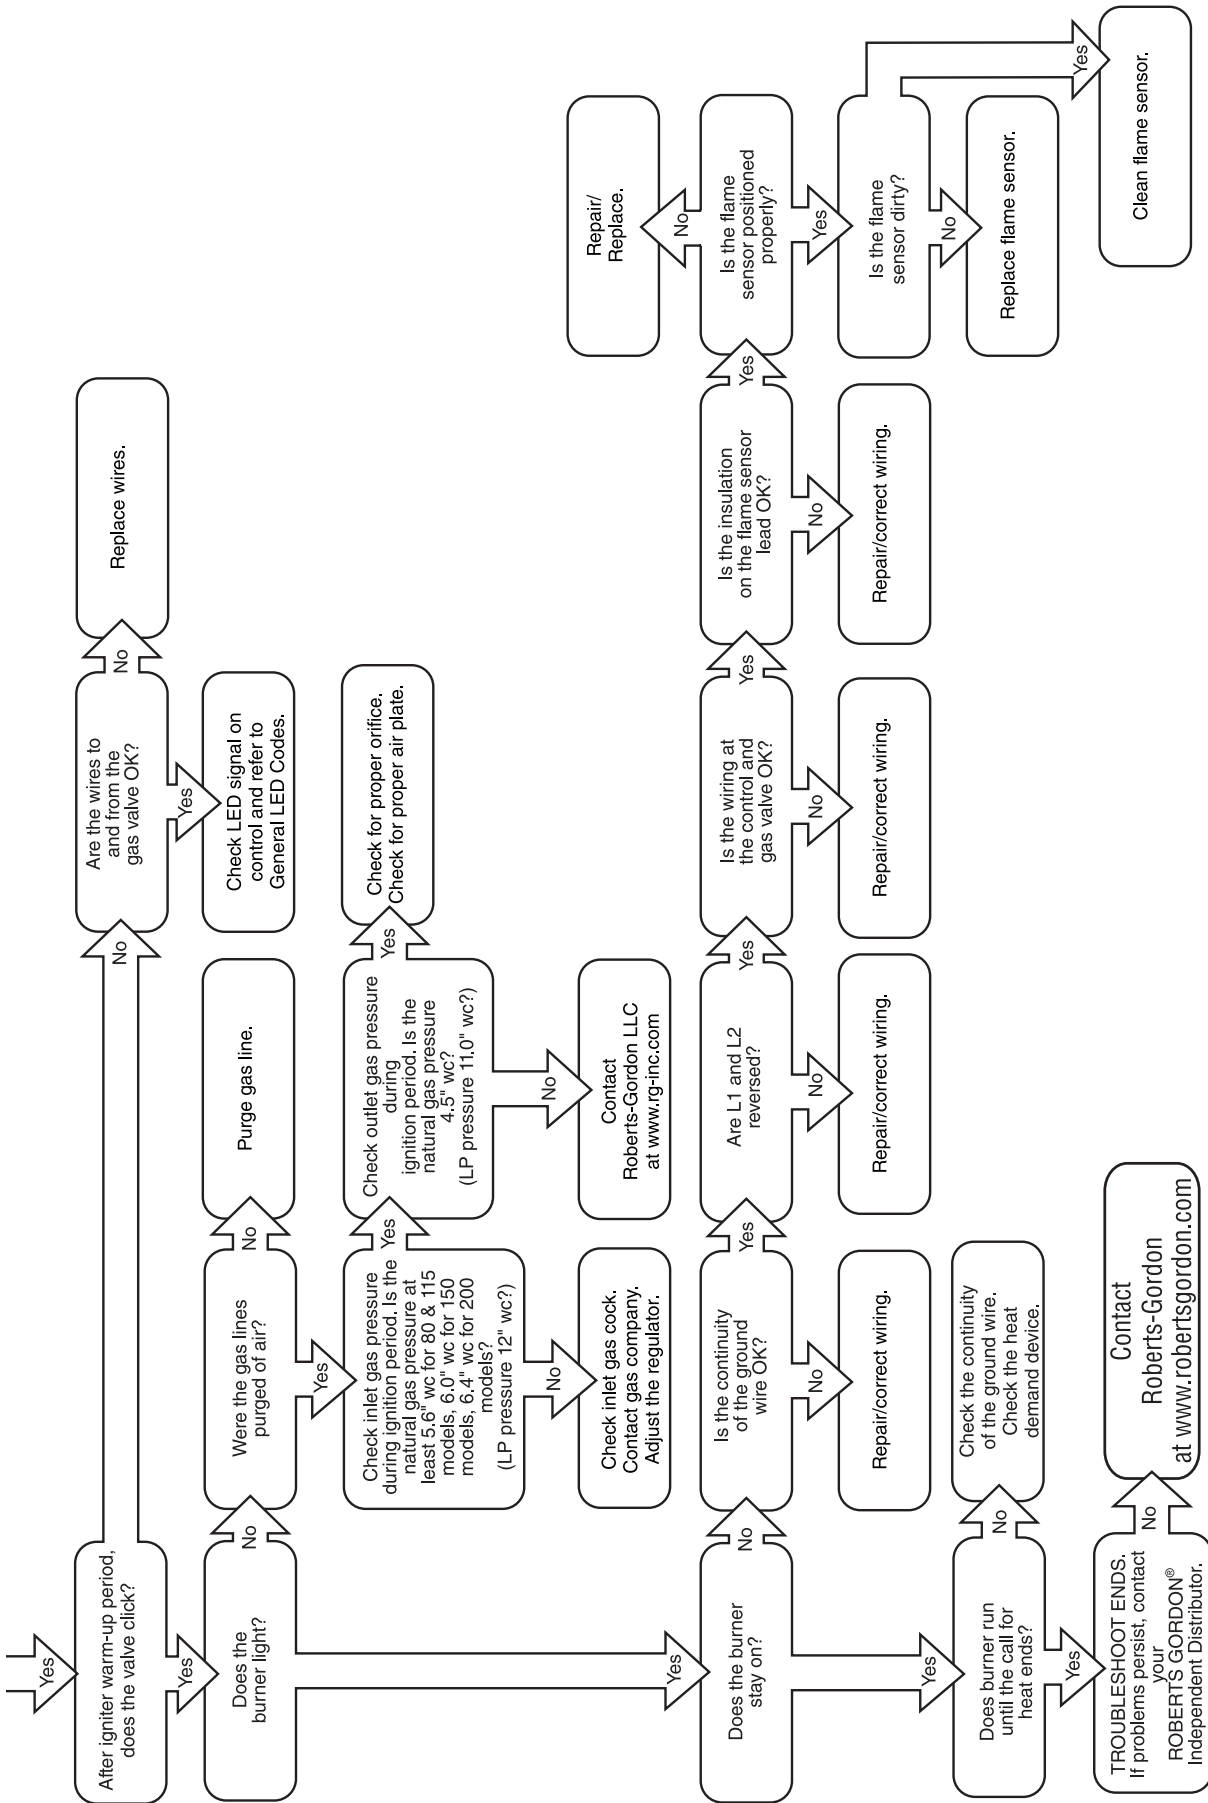 Yes
After igniter warm-up period,
does the valve click?
No
Are the wires to
and from the
gas valve OK?
No
Replace wires.
Yes
Check LED signal on
control and refer to
General LED Codes.
Yes
Does the
burner light?
No
Were the gas lines
purged of air?
No
Purge gas line.
Yes
Check inlet gas pressure
during ignition period. Is the
natural gas pressure at
least 5.6" wc for 80 & 115
models, 6.0" wc for 150
models, 6.4" wc for 200
models?
(LP pressure 12" wc?)
Yes
Check outlet gas pressure
during
ignition period. Is the
natural gas pressure
4.5" wc?
(LP pressure 11.0" wc?)
Yes
Check for proper orifice.
Check for proper air plate.
No
Check inlet gas cock.
Contact gas company.
Adjust the regulator.
No
Contact
Roberts-Gordon LLC
at www.rg-inc.com
Yes
Does the burner
stay on?
No
Is the continuity
of the ground
wire OK?
Yes
Are L1 and L2
reversed?
Yes
Is the wiring at
the control and
gas valve OK?
Yes
Is the insulation
on the flame sensor
lead OK?
Yes
Is the flame
sensor positioned
properly?
No
Repair/
Replace.
Yes
Is the flame
sensor dirty?
No
Replace flame sensor.
Yes
Clean flame sensor.
No
Repair/correct wiring.
No
Repair/correct wiring.
No
Repair/correct wiring.
No
Repair/correct wiring.
Yes
Does burner run
until the call for
heat ends?
No
Check the continuity
of the ground wire.
Check the heat
demand device.
Yes
TROUBLESHOOT ENDS.
If problems persist, contact
your
ROBERTS GORDON®
Independent Distributor.
No
Contact
Roberts-Gordon
at www.robertsgordon.com